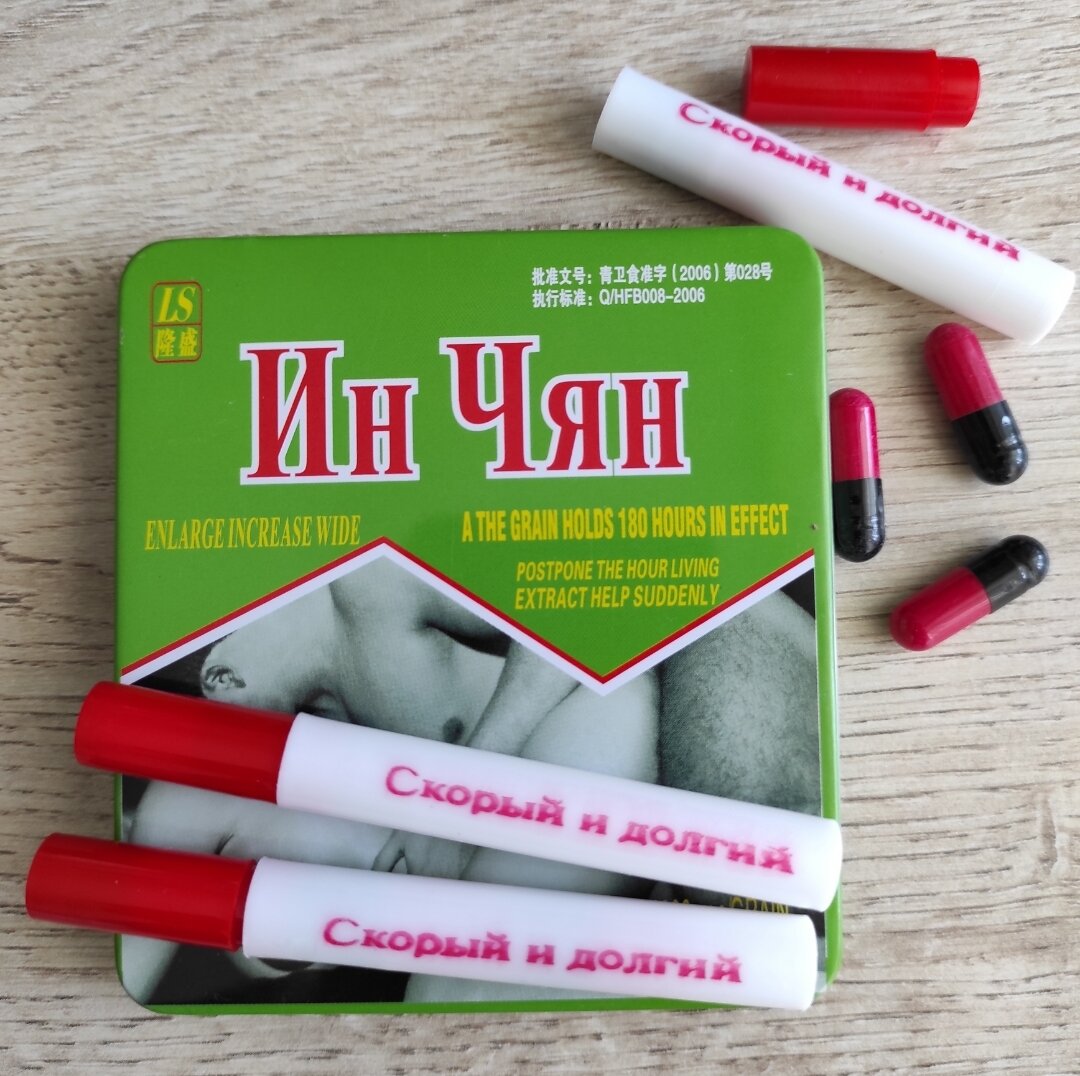 Скорый и долгий
LS
隆盛
批准文号：青卫食准字（2006）第028号
执行标准：Q/HFB008-2006
Ин Чян
ENLARGE INCREASE WIDE
A THE GRAIN HOLDS 180 HOURS IN EFFECT
POSTPONE THE HOUR LIVING
EXTRACT HELP SUDDENLY
Скорый и долгий
GRAIN
Скорый и долгий